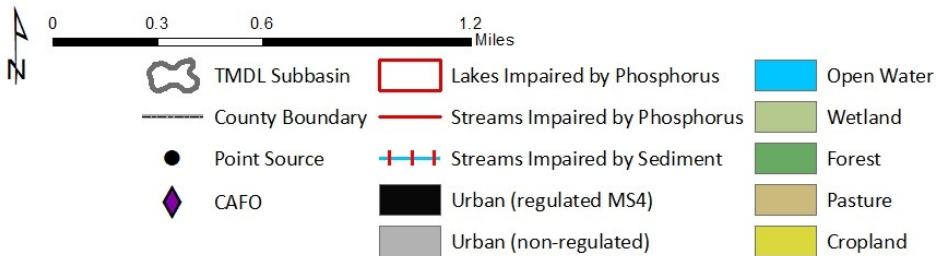 0 0.3 0.6 1.2
Miles
N
TMDL Subbasin
County Boundary
Point Source
CAFO
Lakes Impaired by Phosphorus
Streams Impaired by Phosphorus
Streams Impaired by Sediment
Urban (regulated MS4)
Urban (non-regulated)
Open Water
Wetland
Forest
Pasture
Cropland